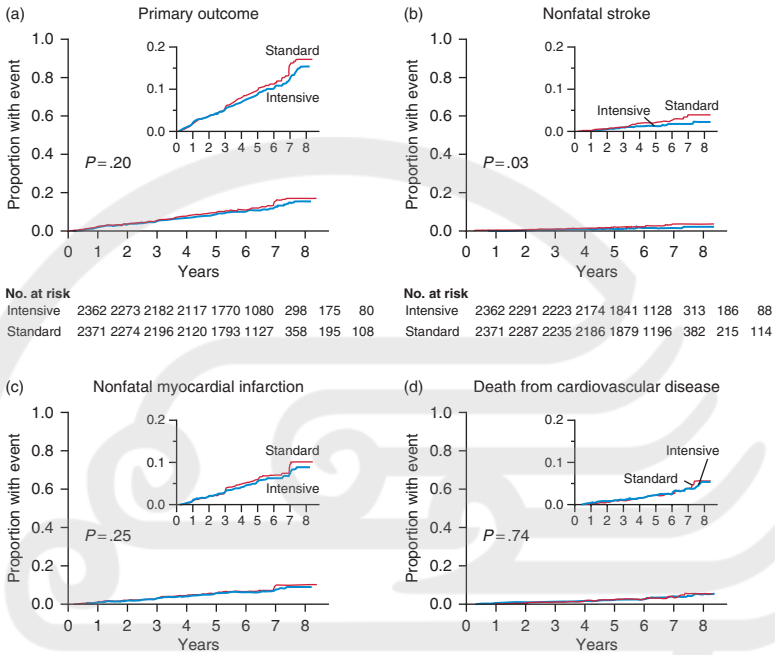 (a) Primary outcome
Proportion with event
1.0
0.8
0.6
0.4
0.2
0.0
0 1 2 3 4 5 6 7 8
Years
P=.20
0.2
0.1
0.0
0 1 2 3 4 5 6 7 8
Standard
Intensive
No. at risk
Intensive 2362 2273 2182 2117 1770 1080 298 175 80
Standard 2371 2274 2196 2120 1793 1127 358 195 108
(b) Nonfatal stroke
Proportion with event
1.0
0.8
0.6
0.4
0.2
0.0
0 1 2 3 4 5 6 7 8
Years
P=.03
0.2
0.1
0.0
0 1 2 3 4 5 6 7 8
Intensive Standard
No. at risk
Intensive 2362 2291 2223 2174 1841 1128 313 186 88
Standard 2371 2287 2235 2186 1879 1196 382 215 114
(c) Nonfatal myocardial infarction
Proportion with event
1.0
0.8
0.6
0.4
0.2
0.0
0 1 2 3 4 5 6 7 8
Years
P=.25
0.2
0.1
0.0
0 1 2 3 4 5 6 7 8
Standard
Intensive
(d) Death from cardiovascular disease
Proportion with event
1.0
0.8
0.6
0.4
0.2
0.0
0 1 2 3 4 5 6 7 8
Years
P=.74
0.2
0.1
0.0
0 1 2 3 4 5 6 7 8
Intensive
Standard